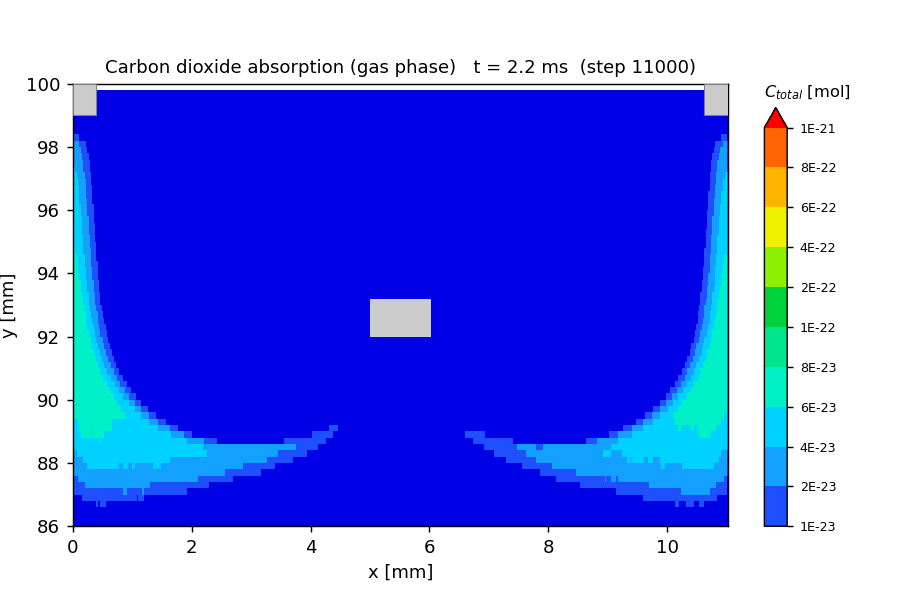 Carbon dioxide absorption (gas phase)   t = 2.2 ms  (step 11000)
C_total [mol]
100
98
96
94
92
90
88
86
y [mm]
0 2 4 6 8 10
x [mm]
1E-21
8E-22
6E-22
4E-22
2E-22
1E-22
8E-23
6E-23
4E-23
2E-23
1E-23